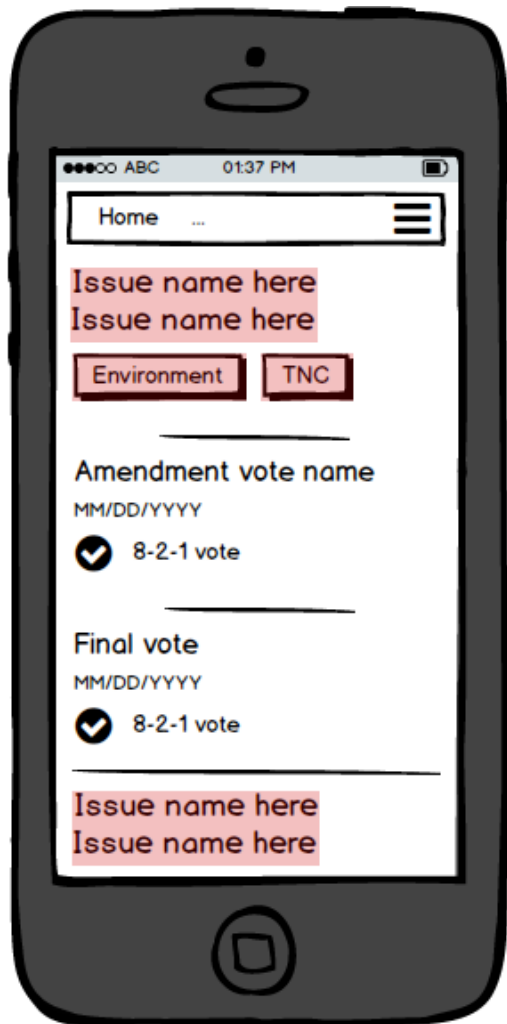 ABC 01:37 PM
Home ...
Issue name here
Issue name here
Environment TNC
Amendment vote name
MM/DD/YYYY
8-2-1 vote
Final vote
MM/DD/YYYY
8-2-1 vote
Issue name here
Issue name here